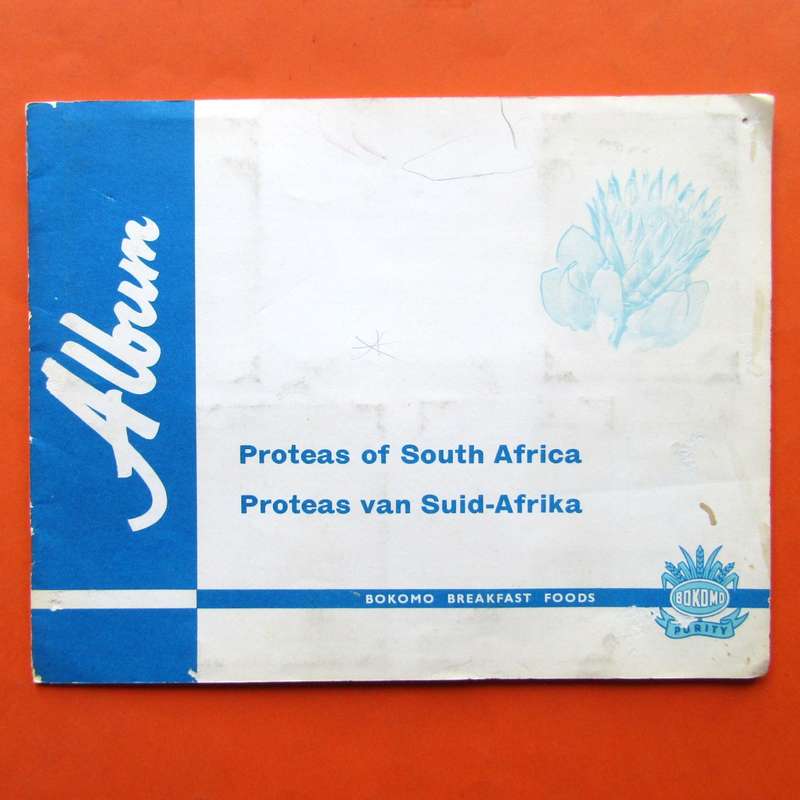 Album
Proteas of South Africa
Proteas van Suid-Afrika
BOKOMO BREAKFAST FOODS
BOKOMO
PURITY